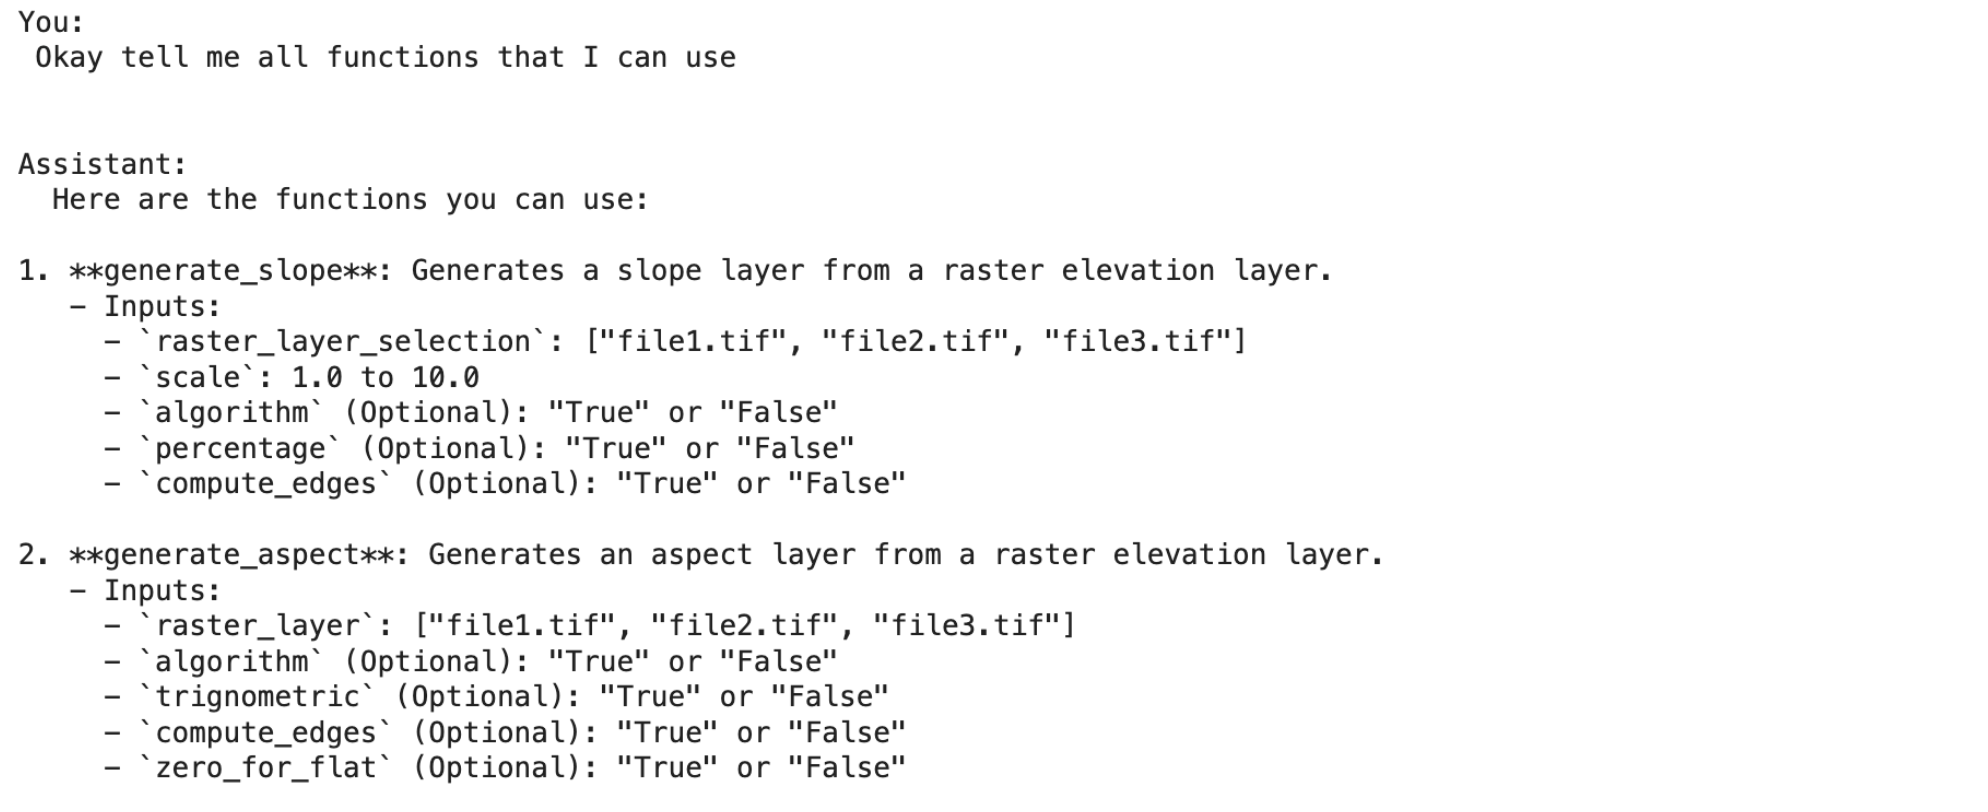 You:
Okay tell me all functions that I can use
Assistant:
Here are the functions you can use:
1. **generate_slope**: Generates a slope layer from a raster elevation layer.
- Inputs:
- `raster_layer_selection`: ["file1.tif", "file2.tif", "file3.tif"]
- `scale`: 1.0 to 10.0
- `algorithm` (Optional): "True" or "False"
- `percentage` (Optional): "True" or "False"
- `compute_edges` (Optional): "True" or "False"
2. **generate_aspect**: Generates an aspect layer from a raster elevation layer.
- Inputs:
- `raster_layer`: ["file1.tif", "file2.tif", "file3.tif"]
- `algorithm` (Optional): "True" or "False"
- `trignometric` (Optional): "True" or "False"
- `compute_edges` (Optional): "True" or "False"
- `zero_for_flat` (Optional): "True" or "False"